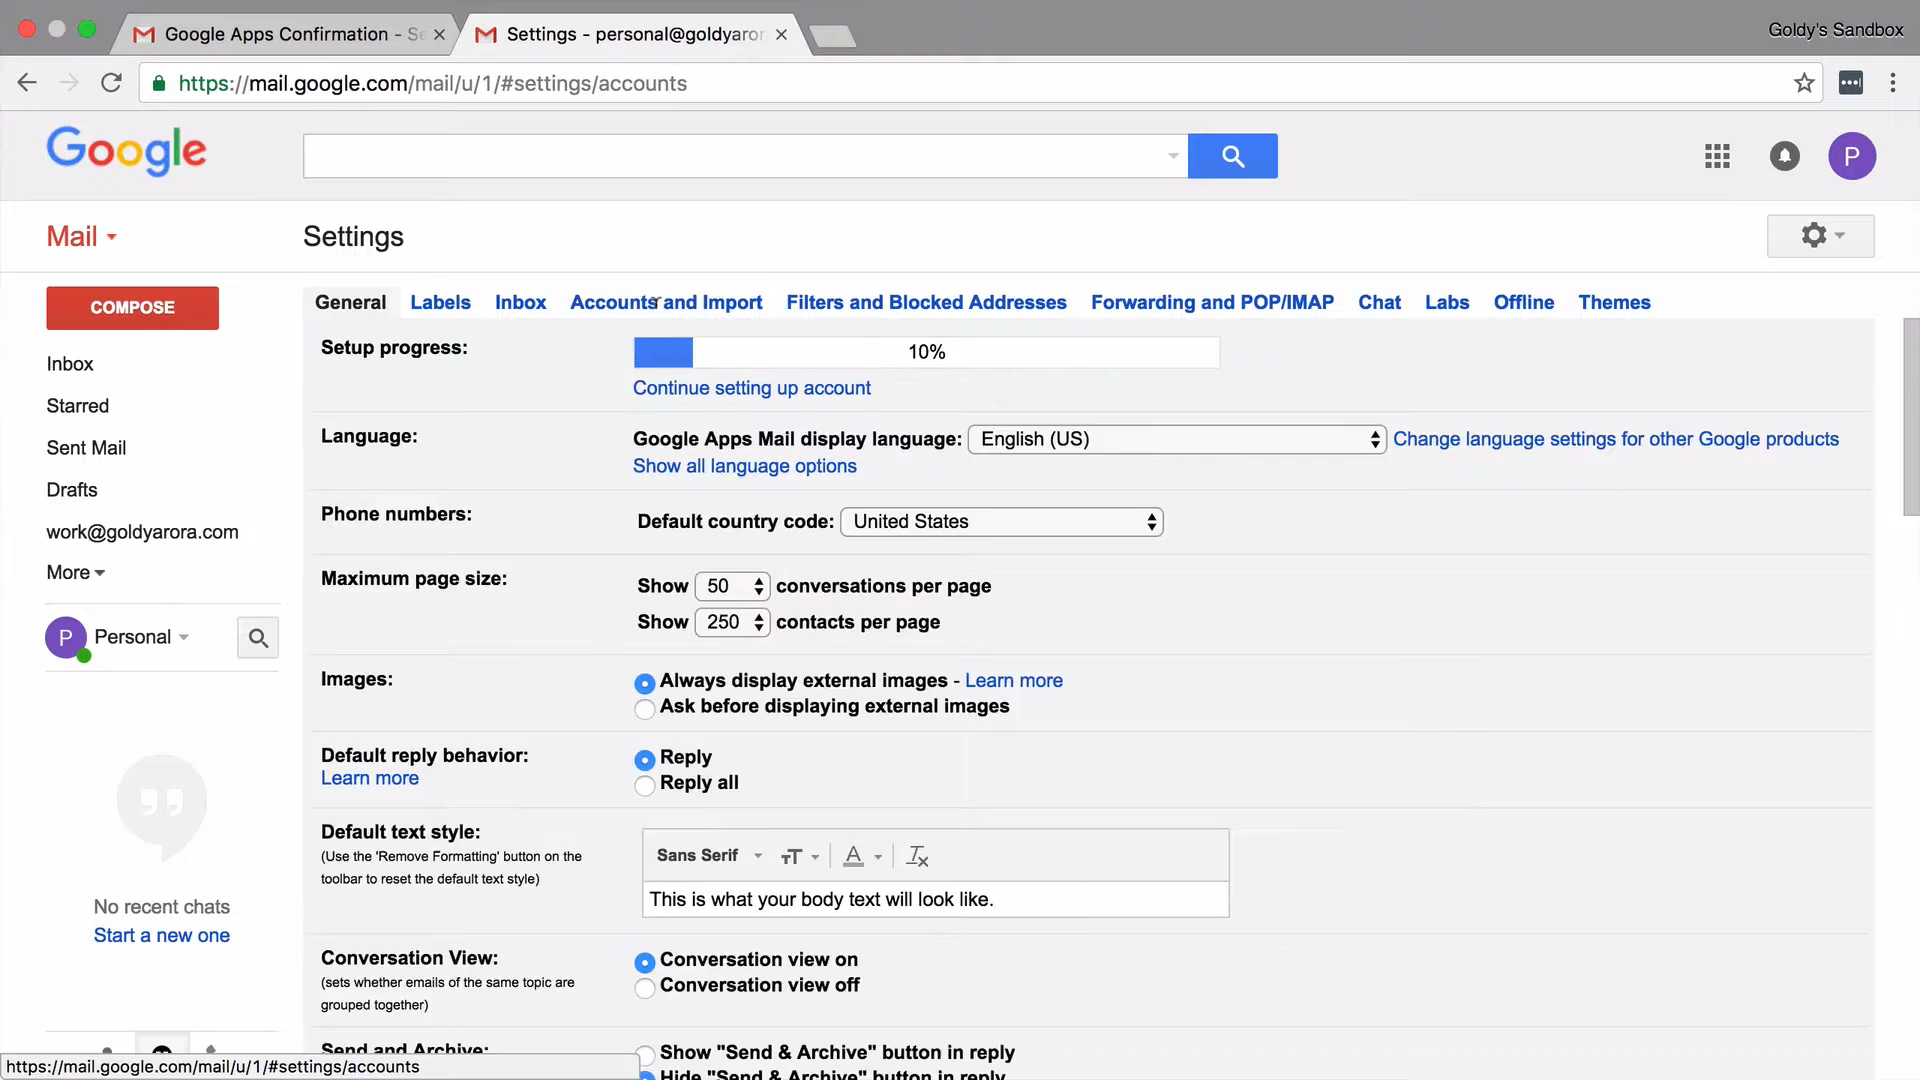 Google Apps Confirmation - Se
Settings - personal@goldyaror
Goldy's Sandbox
https://mail.google.com/mail/u/1/#settings/accounts
Google
P
Mail
Settings
COMPOSE
General Labels Inbox Accounts and Import Filters and Blocked Addresses Forwarding and POP/IMAP Chat Labs Offline Themes
Inbox
Starred
Sent Mail
Drafts
work@goldyarora.com
More
P Personal
No recent chats
Start a new one
Setup progress:
10%
Continue setting up account
Language:
Google Apps Mail display language: English (US) Change language settings for other Google products
Show all language options
Phone numbers:
Default country code: United States
Maximum page size:
Show 50 conversations per page
Show 250 contacts per page
Images:
Always display external images - Learn more
Ask before displaying external images
Default reply behavior:
Learn more
Reply
Reply all
Default text style:
(Use the 'Remove Formatting' button on the
toolbar to reset the default text style)
Sans Serif
This is what your body text will look like.
Conversation View:
(sets whether emails of the same topic are
grouped together)
Conversation view on
Conversation view off
Send and Archive:
Show "Send & Archive" button in reply
Hide "Send & Archive" button in reply
https://mail.google.com/mail/u/1/#settings/accounts